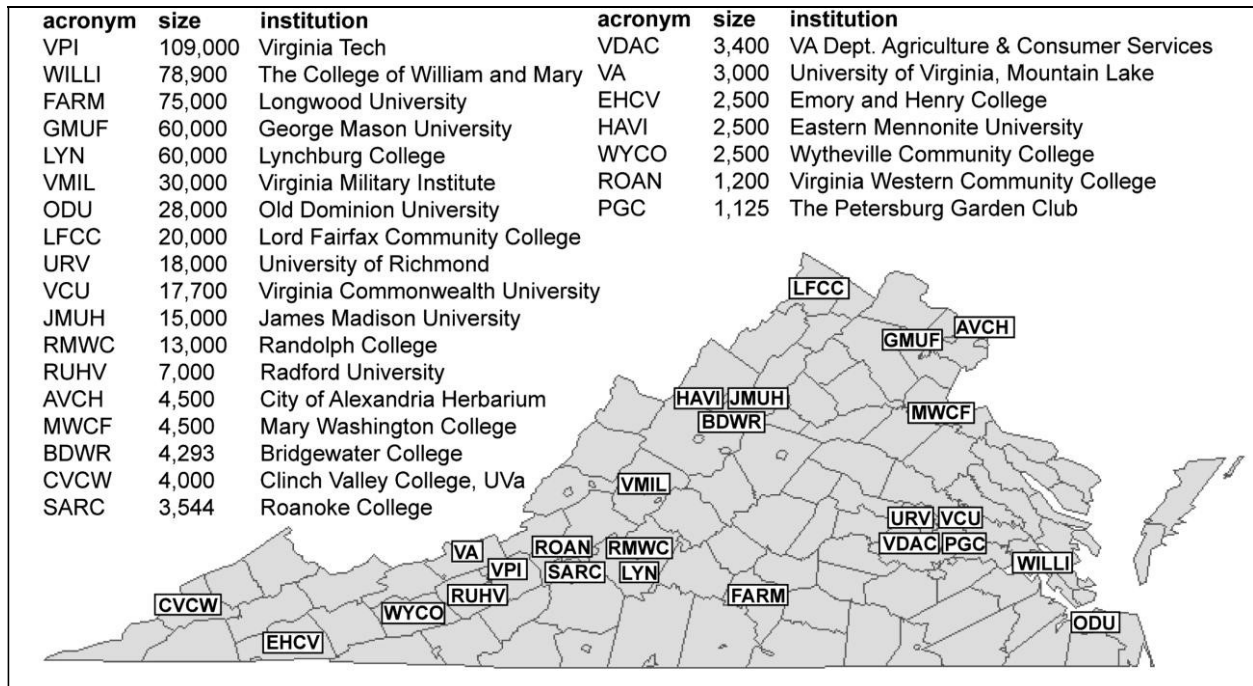 acronym size institution
VPI 109,000 Virginia Tech
WILLI 78,900 The College of William and Mary
FARM 75,000 Longwood University
GMUF 60,000 George Mason University
LYN 60,000 Lynchburg College
VMIL 30,000 Virginia Military Institute
ODU 28,000 Old Dominion University
LFCC 20,000 Lord Fairfax Community College
URV 18,000 University of Richmond
VCU 17,700 Virginia Commonwealth University
JMUH 15,000 James Madison University
RMWC 13,000 Randolph College
RUHV 7,000 Radford University
AVCH 4,500 City of Alexandria Herbarium
MWCF 4,500 Mary Washington College
BDWR 4,293 Bridgewater College
CVCW 4,000 Clinch Valley College, UVa
SARC 3,544 Roanoke College
acronym size institution
VDAC 3,400 VA Dept. Agriculture & Consumer Services
VA 3,000 University of Virginia, Mountain Lake
EHCV 2,500 Emory and Henry College
HAVI 2,500 Eastern Mennonite University
WYCO 2,500 Wytheville Community College
ROAN 1,200 Virginia Western Community College
PGC 1,125 The Petersburg Garden Club
LFCC
AVCH
GMUF
HAVI JMUH
MWCF
BDWR
VMIL
URV VCU
VA ROAN RMWC VDAC PGC
VPI SARC LYN WILLI
RUHV FARM
CVCW WYCO
ODU
EHCV